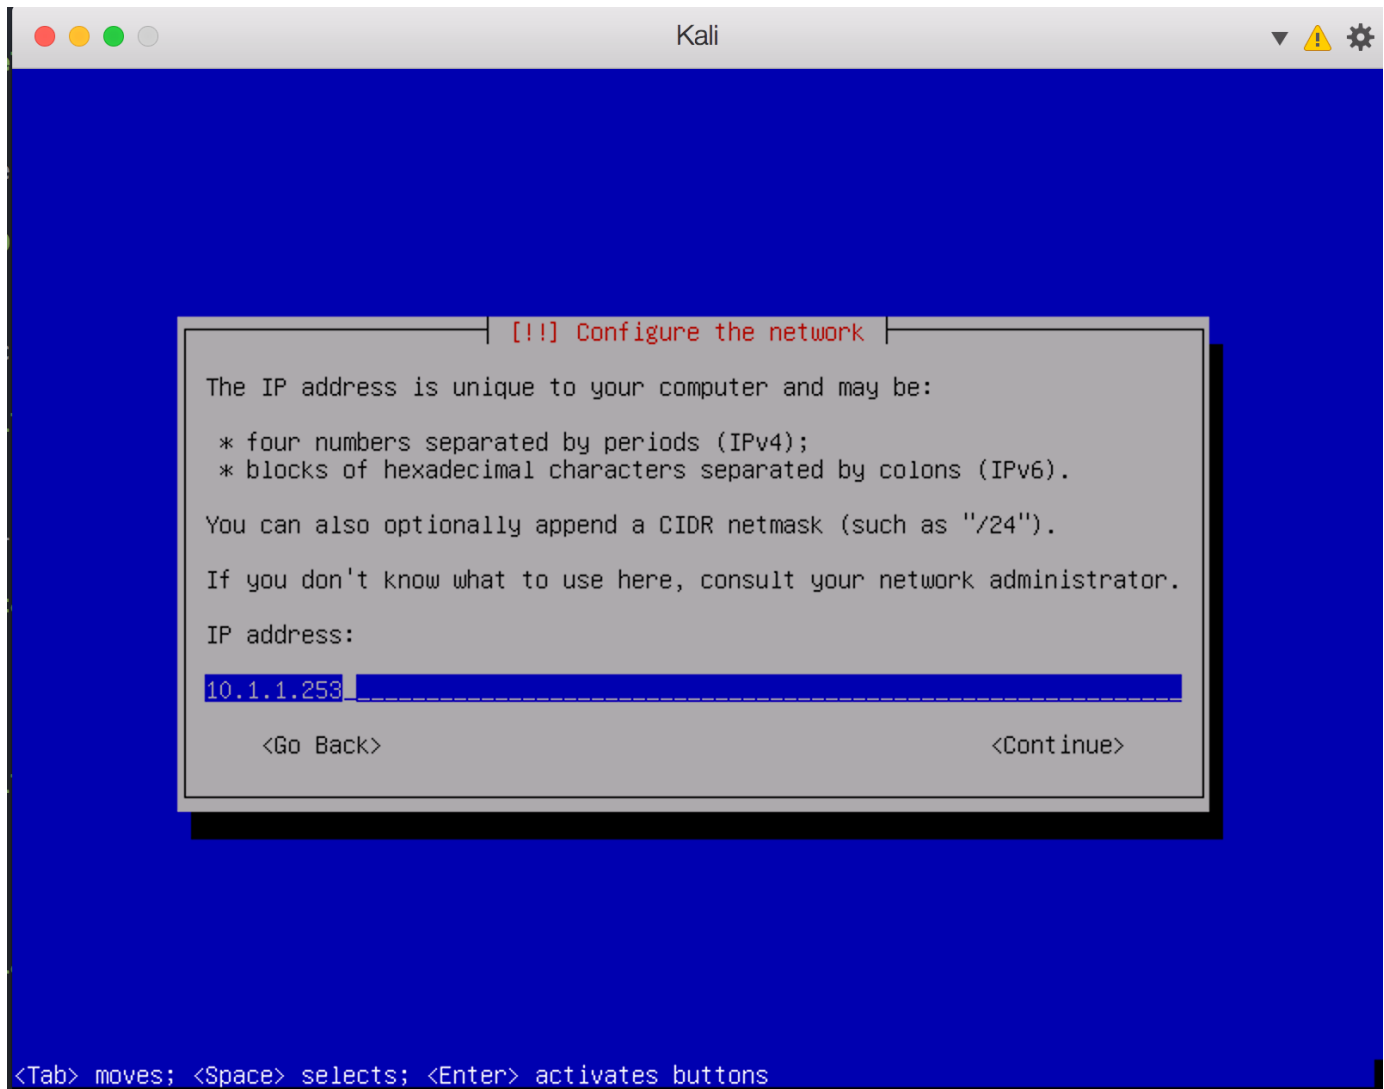 Kali
[!!] Configure the network
The IP address is unique to your computer and may be:
* four numbers separated by periods (IPv4);
* blocks of hexadecimal characters separated by colons (IPv6).
You can also optionally append a CIDR netmask (such as "/24").
If you don't know what to use here, consult your network administrator.
IP address:
10.1.1.253
<Go Back> <Continue>
<Tab> moves; <Space> selects; <Enter> activates buttons